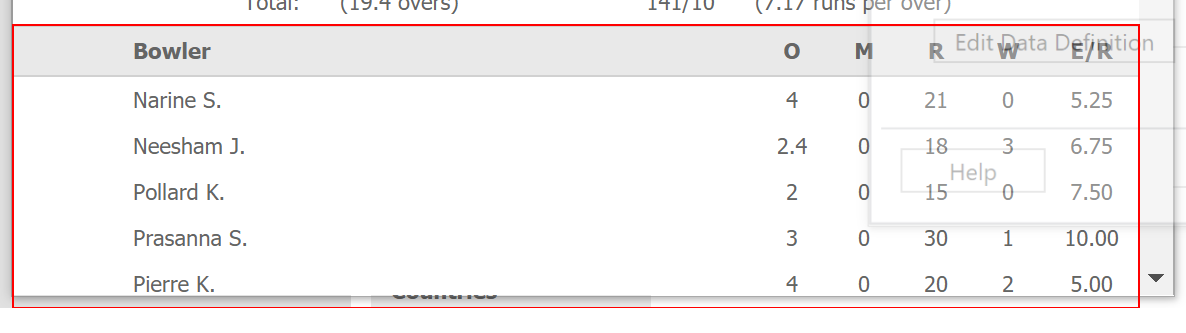 Total: (19.4 overs) 141/10 (7.17 runs per over)
Edit Data Definition
Bowler O M R W E/R
Narine S. 4 0 21 0 5.25
Neesham J. 2.4 0 18 3 6.75
Help
Pollard K. 2 0 15 0 7.50
Prasanna S. 3 0 30 1 10.00
Pierre K. 4 0 20 2 5.00
Countries